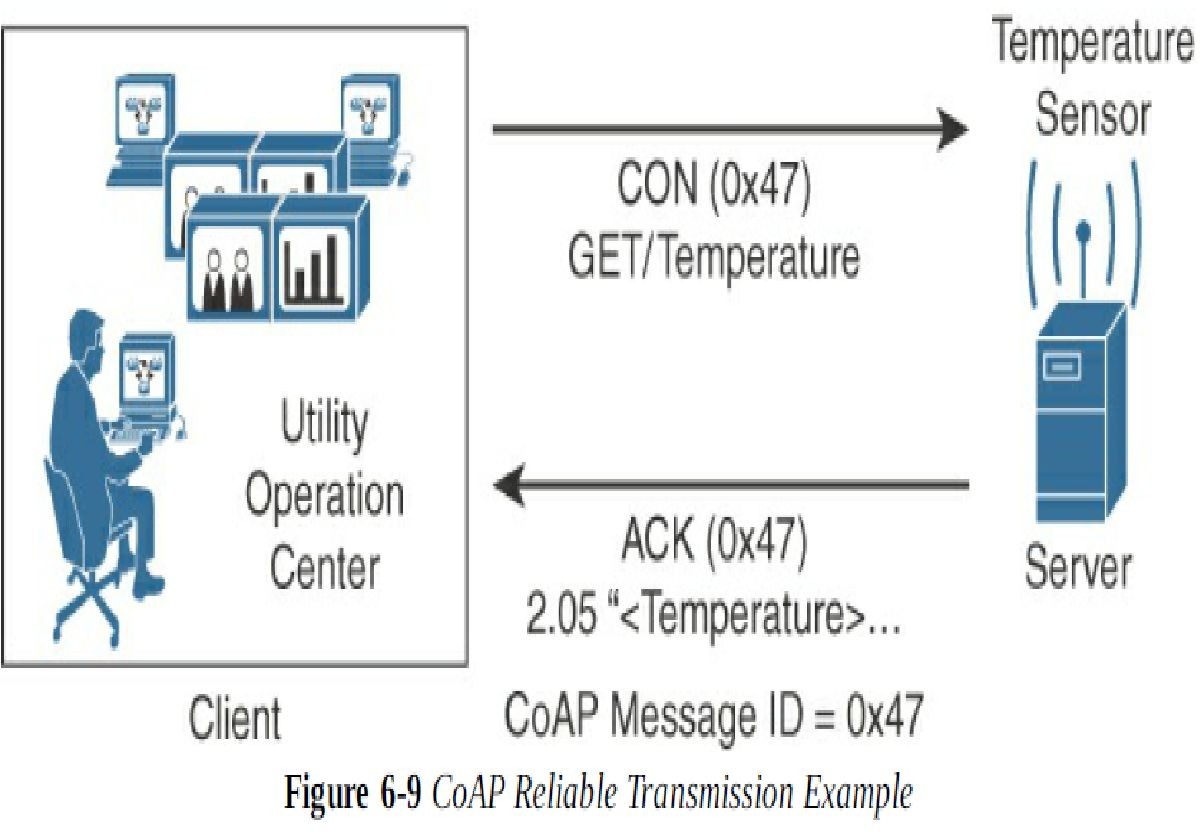 Temperature
Sensor
CON (0x47)
GET/Temperature
Utility
Operation
Center
ACK (0x47)
2.05 “<Temperature>...
Server
Client
CoAP Message ID = 0x47
Figure 6-9 CoAP Reliable Transmission Example